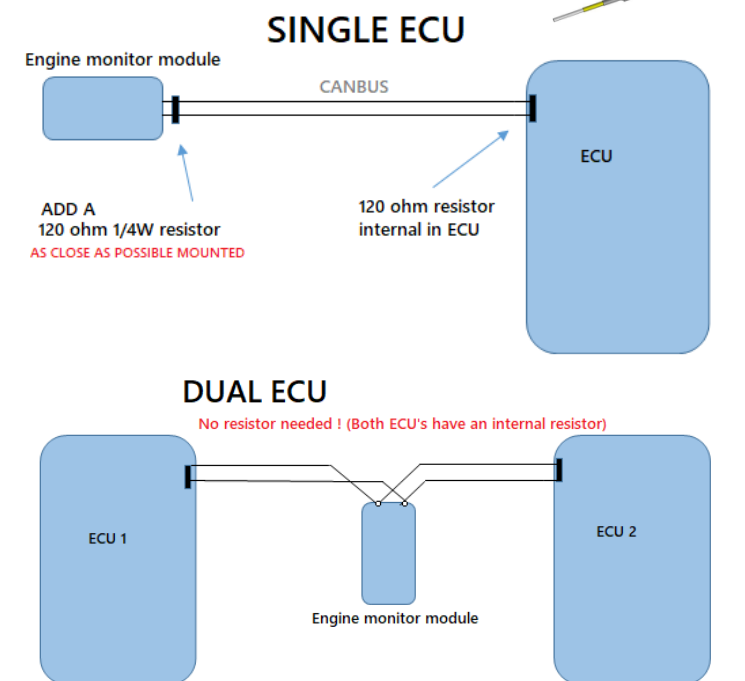 SINGLE ECU
Engine monitor module
CANBUS
ECU
ADD A
120 ohm 1/4W resistor
AS CLOSE AS POSSIBLE MOUNTED
120 ohm resistor
internal in ECU
DUAL ECU
No resistor needed ! (Both ECU's have an internal resistor)
ECU 1
ECU 2
Engine monitor module